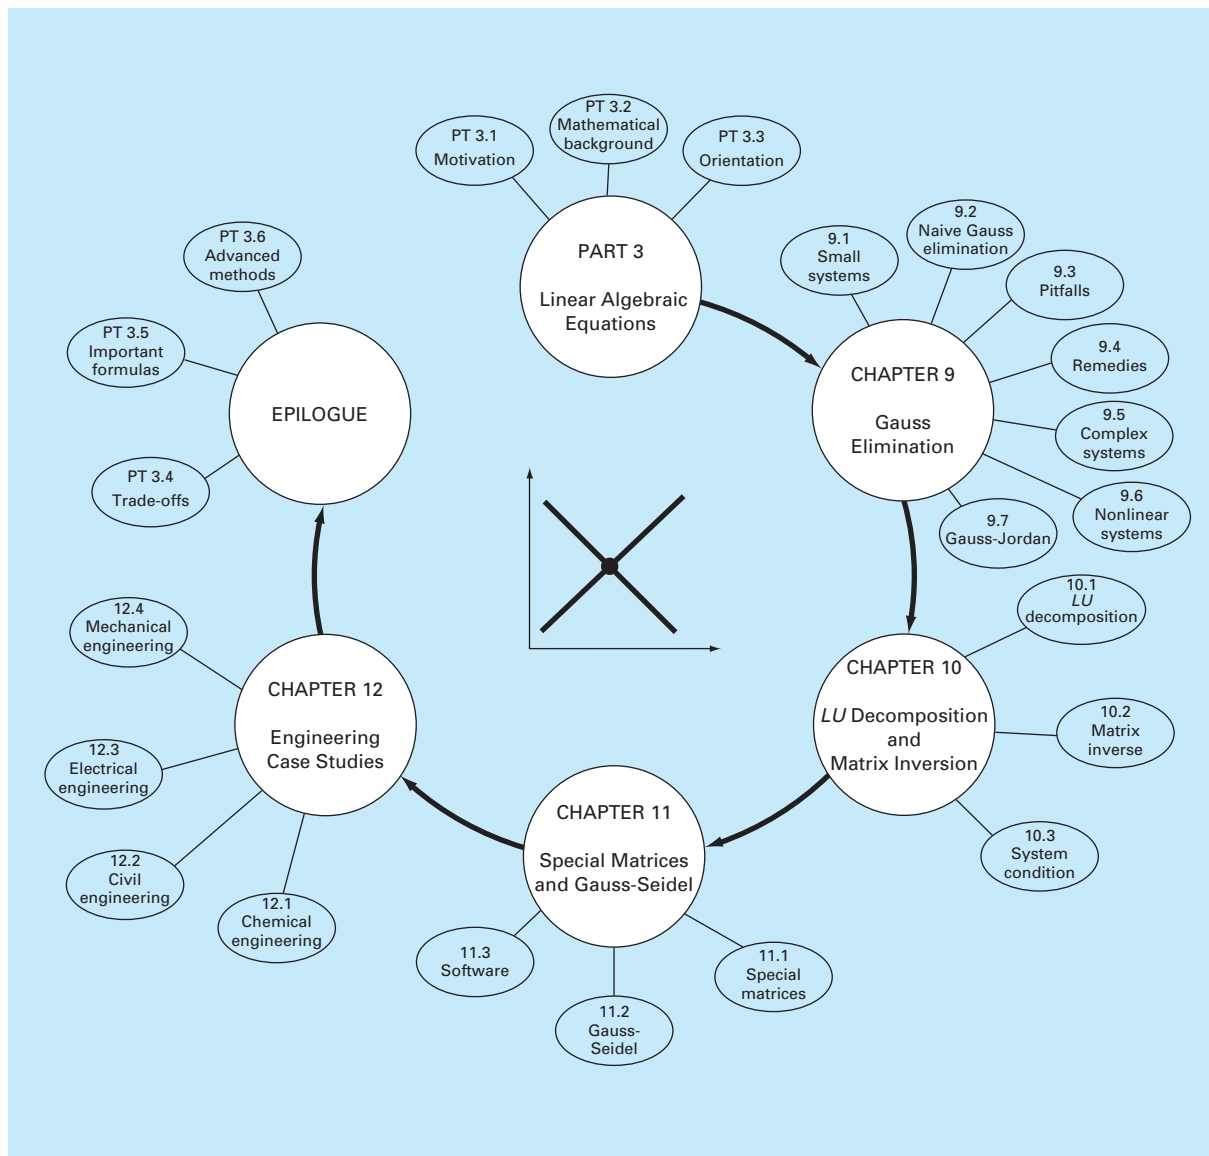 PT 3.1
Motivation
PT 3.2
Mathematical
background
PT 3.3
Orientation
PART 3
Linear Algebraic
Equations
9.1
Small
systems
9.2
Naive Gauss
elimination
9.3
Pitfalls
9.4
Remedies
9.5
Complex
systems
9.6
Nonlinear
systems
9.7
Gauss-Jordan
CHAPTER 9
Gauss
Elimination
10.1
LU
decomposition
10.2
Matrix
inverse
10.3
System
condition
CHAPTER 10
LU Decomposition
and
Matrix Inversion
CHAPTER 11
Special Matrices
and Gauss-Seidel
11.1
Special
matrices
11.2
Gauss-
Seidel
11.3
Software
CHAPTER 12
Engineering
Case Studies
12.1
Chemical
engineering
12.2
Civil
engineering
12.3
Electrical
engineering
12.4
Mechanical
engineering
EPILOGUE
PT 3.4
Trade-offs
PT 3.5
Important
formulas
PT 3.6
Advanced
methods